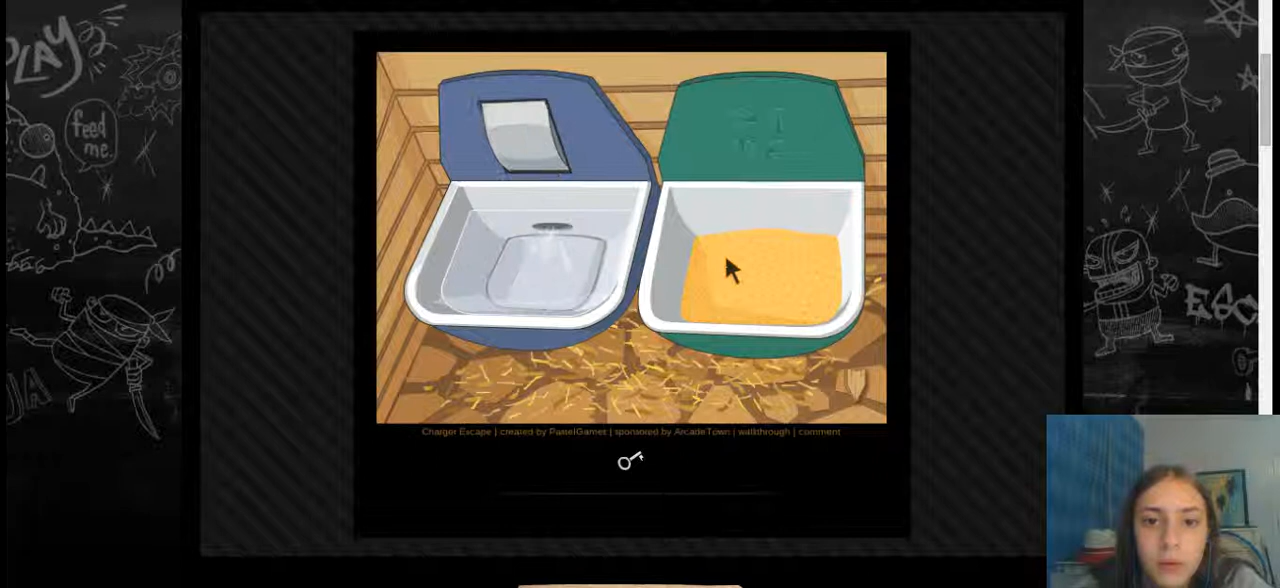 PLAY
feed
me.
ESC
Charger Escape | created by PastelGames | sponsored by ArcadeTown | walkthrough | comment